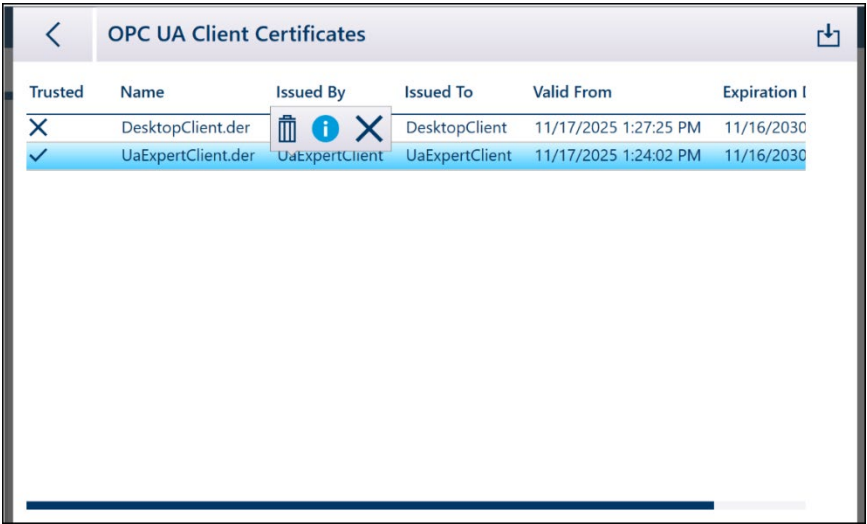 OPC UA Client Certificates
Trusted Name Issued By Issued To Valid From Expiration D
DesktopClient.der DesktopClient 11/17/2025 1:27:25 PM 11/16/2030
UaExpertClient.der UaExpertClient UaExpertClient 11/17/2025 1:24:02 PM 11/16/2030